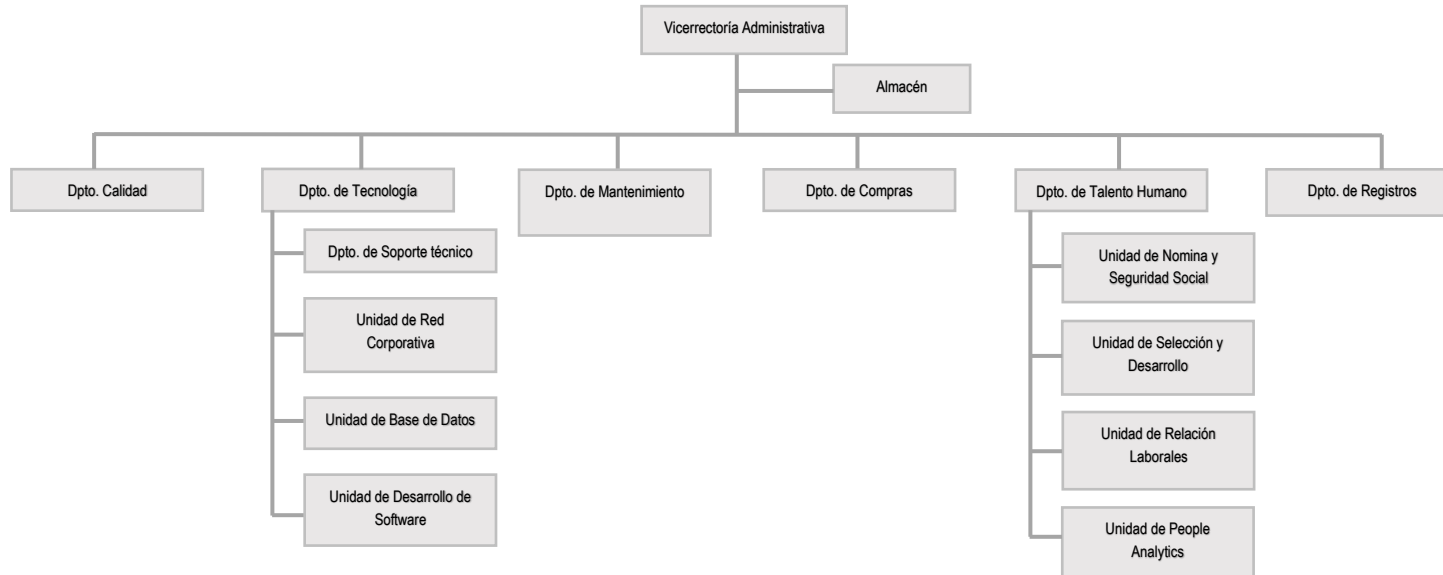 Vicerrectoría Administrativa
Almacén
Dpto. Calidad
Dpto. de Tecnología
Dpto. de Mantenimiento
Dpto. de Compras
Dpto. de Talento Humano
Dpto. de Registros
Dpto. de Soporte técnico
Unidad de Red
Corporativa
Unidad de Base de Datos
Unidad de Desarrollo de
Software
Unidad de Nomina y
Seguridad Social
Unidad de Selección y
Desarrollo
Unidad de Relación
Laborales
Unidad de People
Analytics